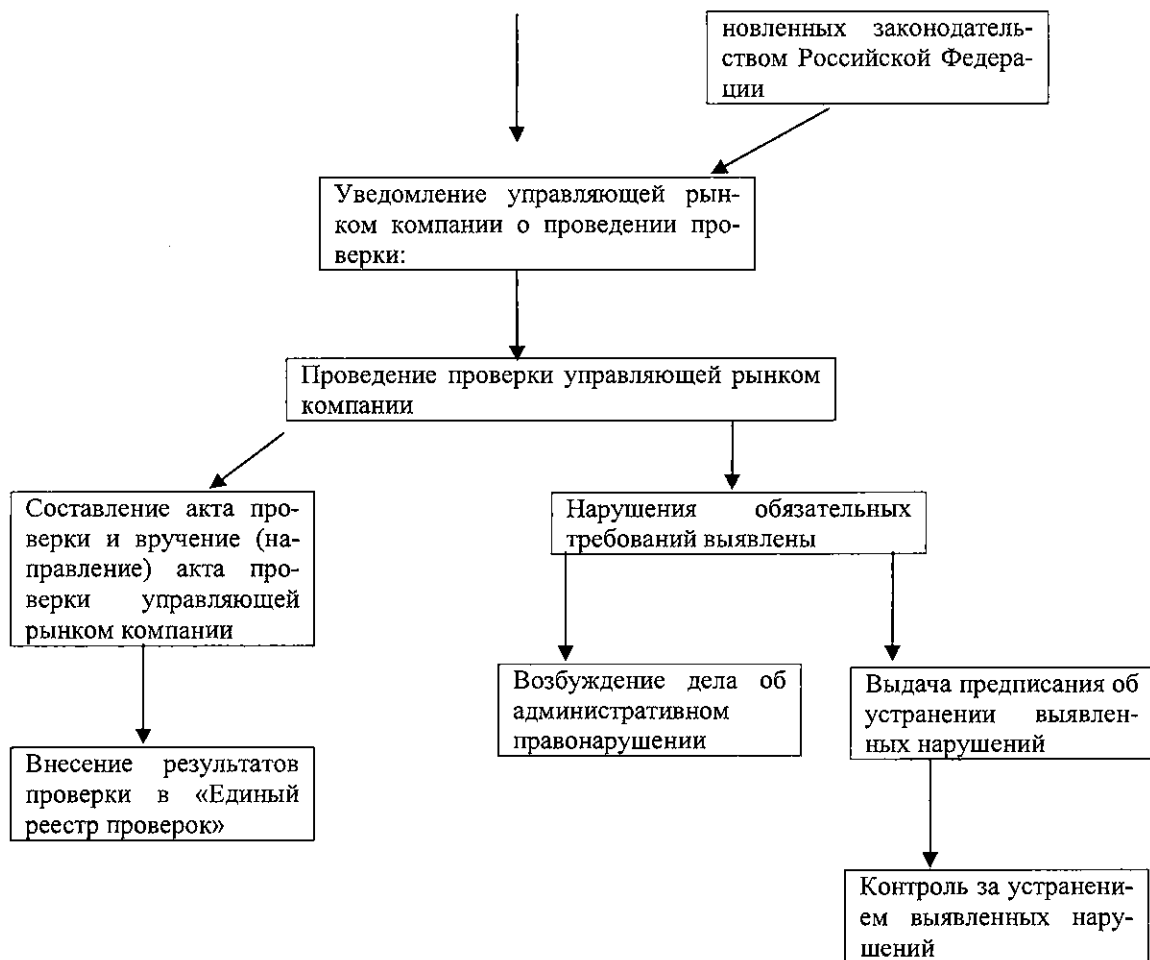 новленных законодатель-
ством Российской Федера-
ции
Уведомление управляющей рын-
ком компании о проведении про-
верки:
Проведение проверки управляющей рынком
компании
Составление акта про-
верки и вручение (на-
правление) акта про-
верки управляющей
рынком компании
Нарушения обязательных
требований выявлены
Возбуждение дела об
административном
правонарушении
Выдача предписания об
устранении выявлен-
ных нарушений
Внесение результатов
проверки в «Единый
реестр проверок»
Контроль за устранени-
ем выявленных нару-
шений